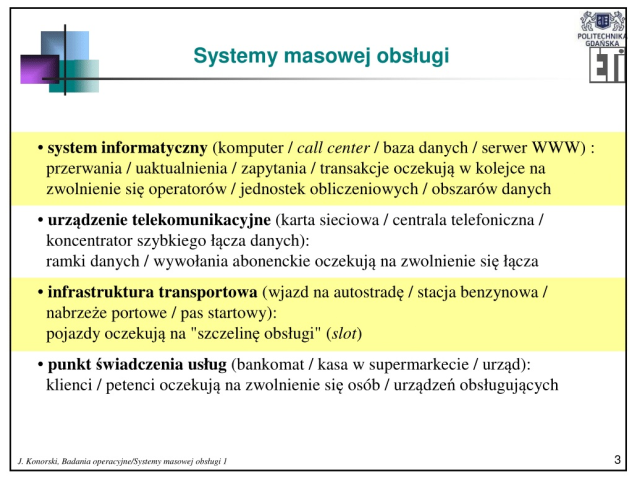 POLITECHNIKA
GDAŃSKA
ETI
Systemy masowej obsługi
• system informatyczny (komputer / call center / baza danych / serwer WWW) :
przerwania / uaktualnienia / zapytania / transakcje oczekują w kolejce na
zwolnienie się operatorów / jednostek obliczeniowych / obszarów danych
• urządzenie telekomunikacyjne (karta sieciowa / centrala telefoniczna /
koncentrator szybkiego łącza danych):
ramki danych / wywołania abonenckie oczekują na zwolnienie się łącza
• infrastruktura transportowa (wjazd na autostradę / stacja benzynowa /
nabrzeże portowe / pas startowy):
pojazdy oczekują na "szczelinę obsługi" (slot)
• punkt świadczenia usług (bankomat / kasa w supermarkecie / urząd):
klienci / petenci oczekują na zwolnienie się osób / urządzeń obsługujących
J. Konorski, Badania operacyjne/Systemy masowej obsługi 1
3